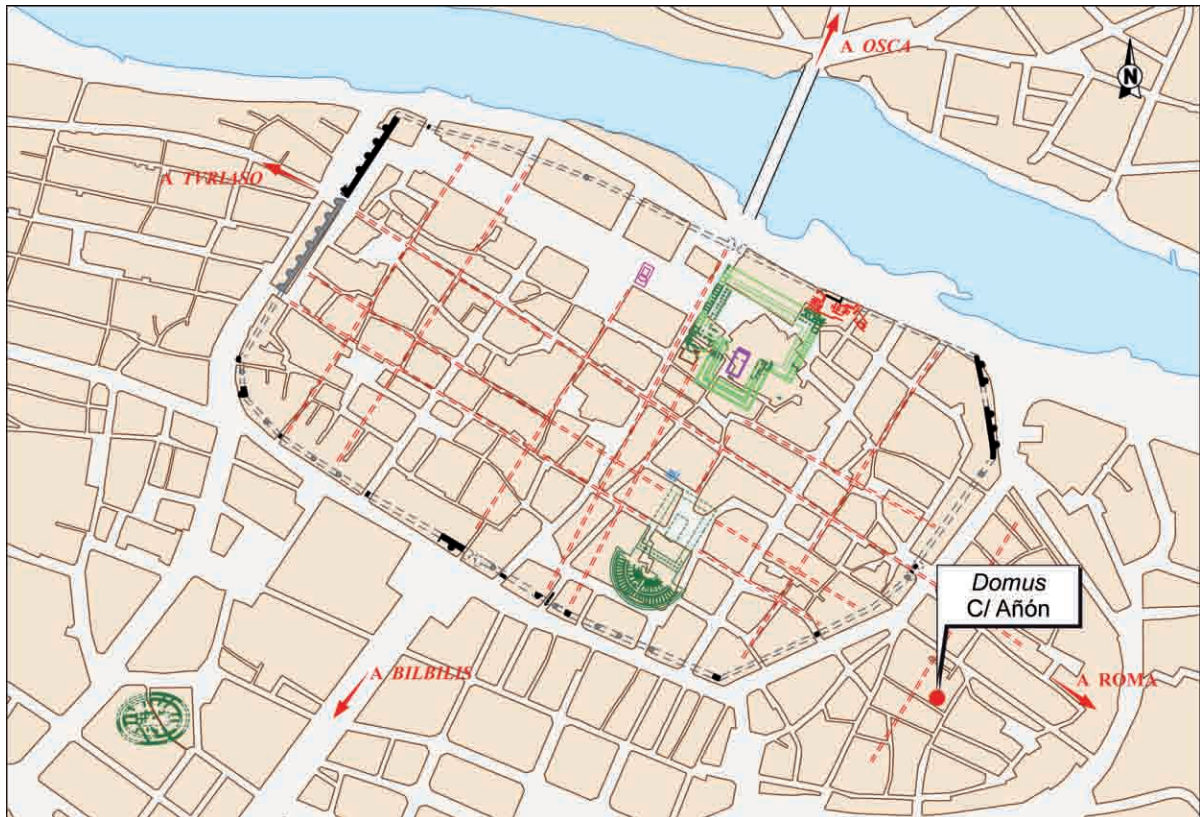 A OSCA
N
A TVRIASO
Domus
C/ Añón
A BILBILIS
A ROMA